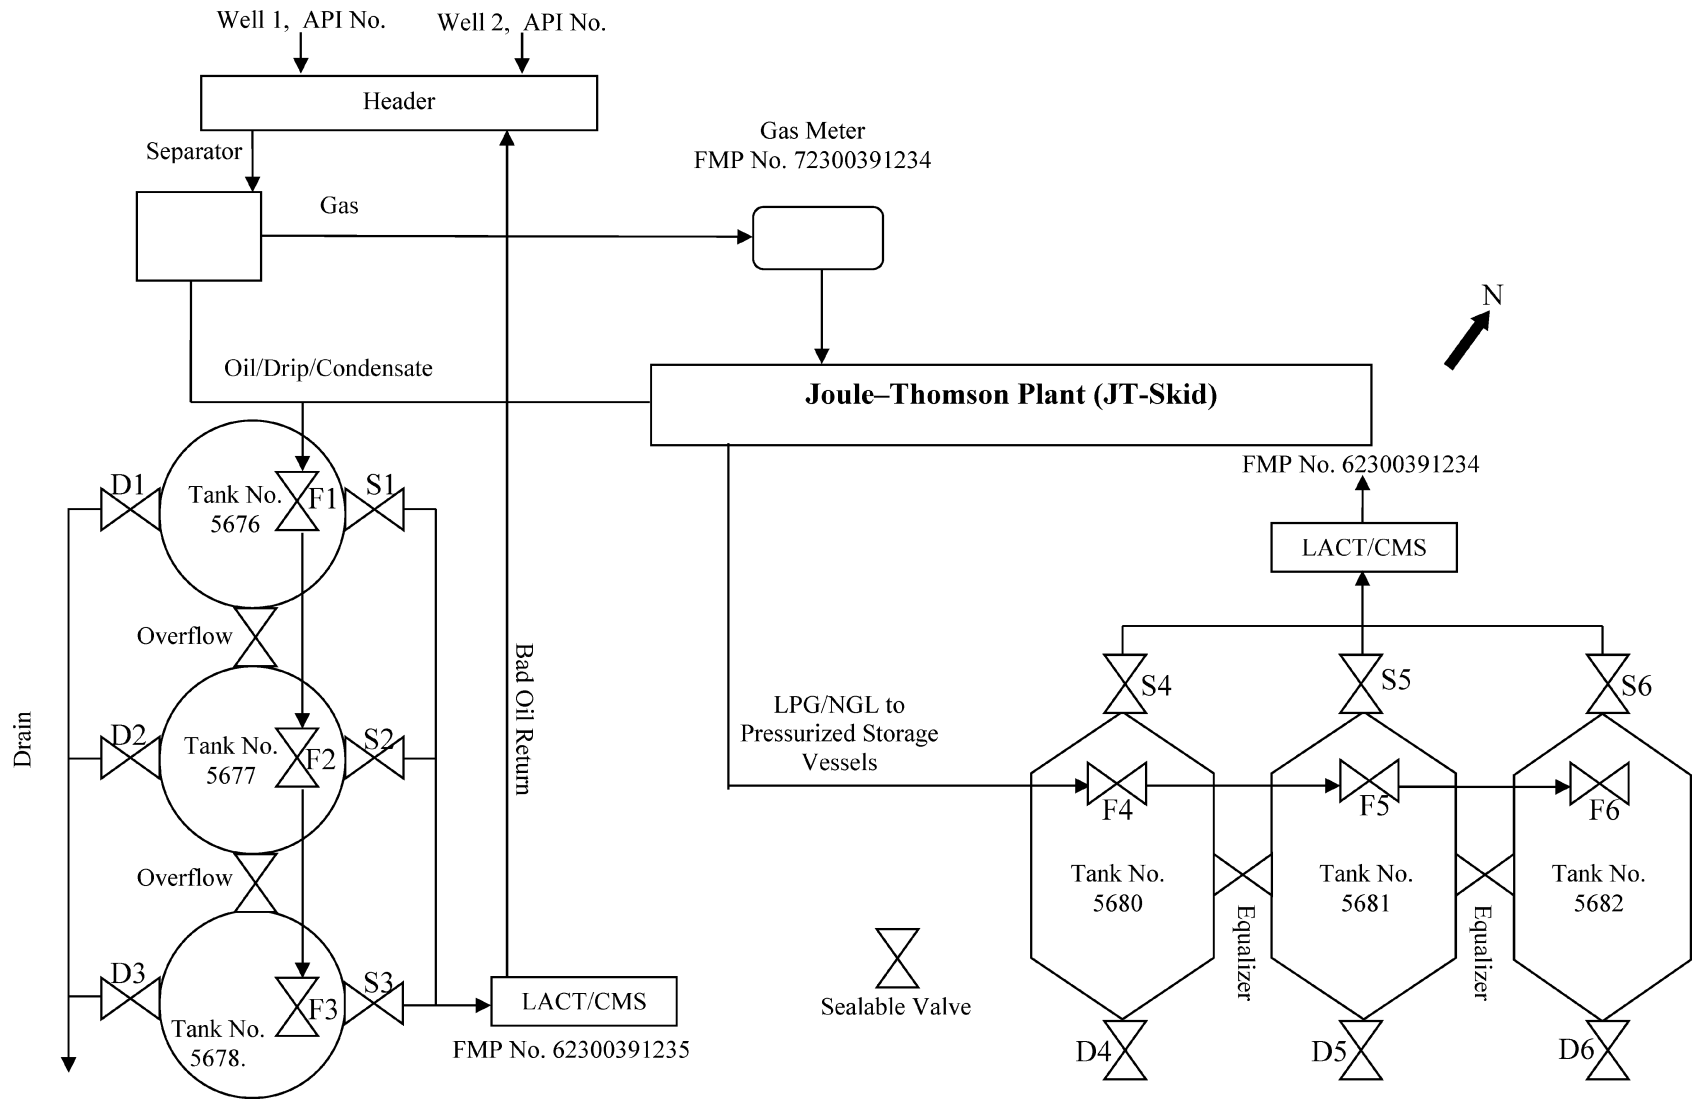 Well 1, API No.
Well 2, API No.
Header
Separator
Gas Meter
FMP No. 72300391234
Gas
N
Oil/Drip/Condensate
Joule–Thomson Plant (JT-Skid)
FMP No. 62300391234
D1
Tank No.
5676
F1
S1
LACT/CMS
Overflow
Bad Oil Return
S4
S5
S6
Drain
D2
Tank No.
5677
F2
S2
LPG/NGL to
Pressurized Storage
Vessels
F4
F5
F6
Overflow
Tank No.
5680
Tank No.
5681
Tank No.
5682
Equalizer
Equalizer
D3
Tank No.
5678.
F3
S3
LACT/CMS
FMP No. 62300391235
Sealable Valve
D4
D5
D6